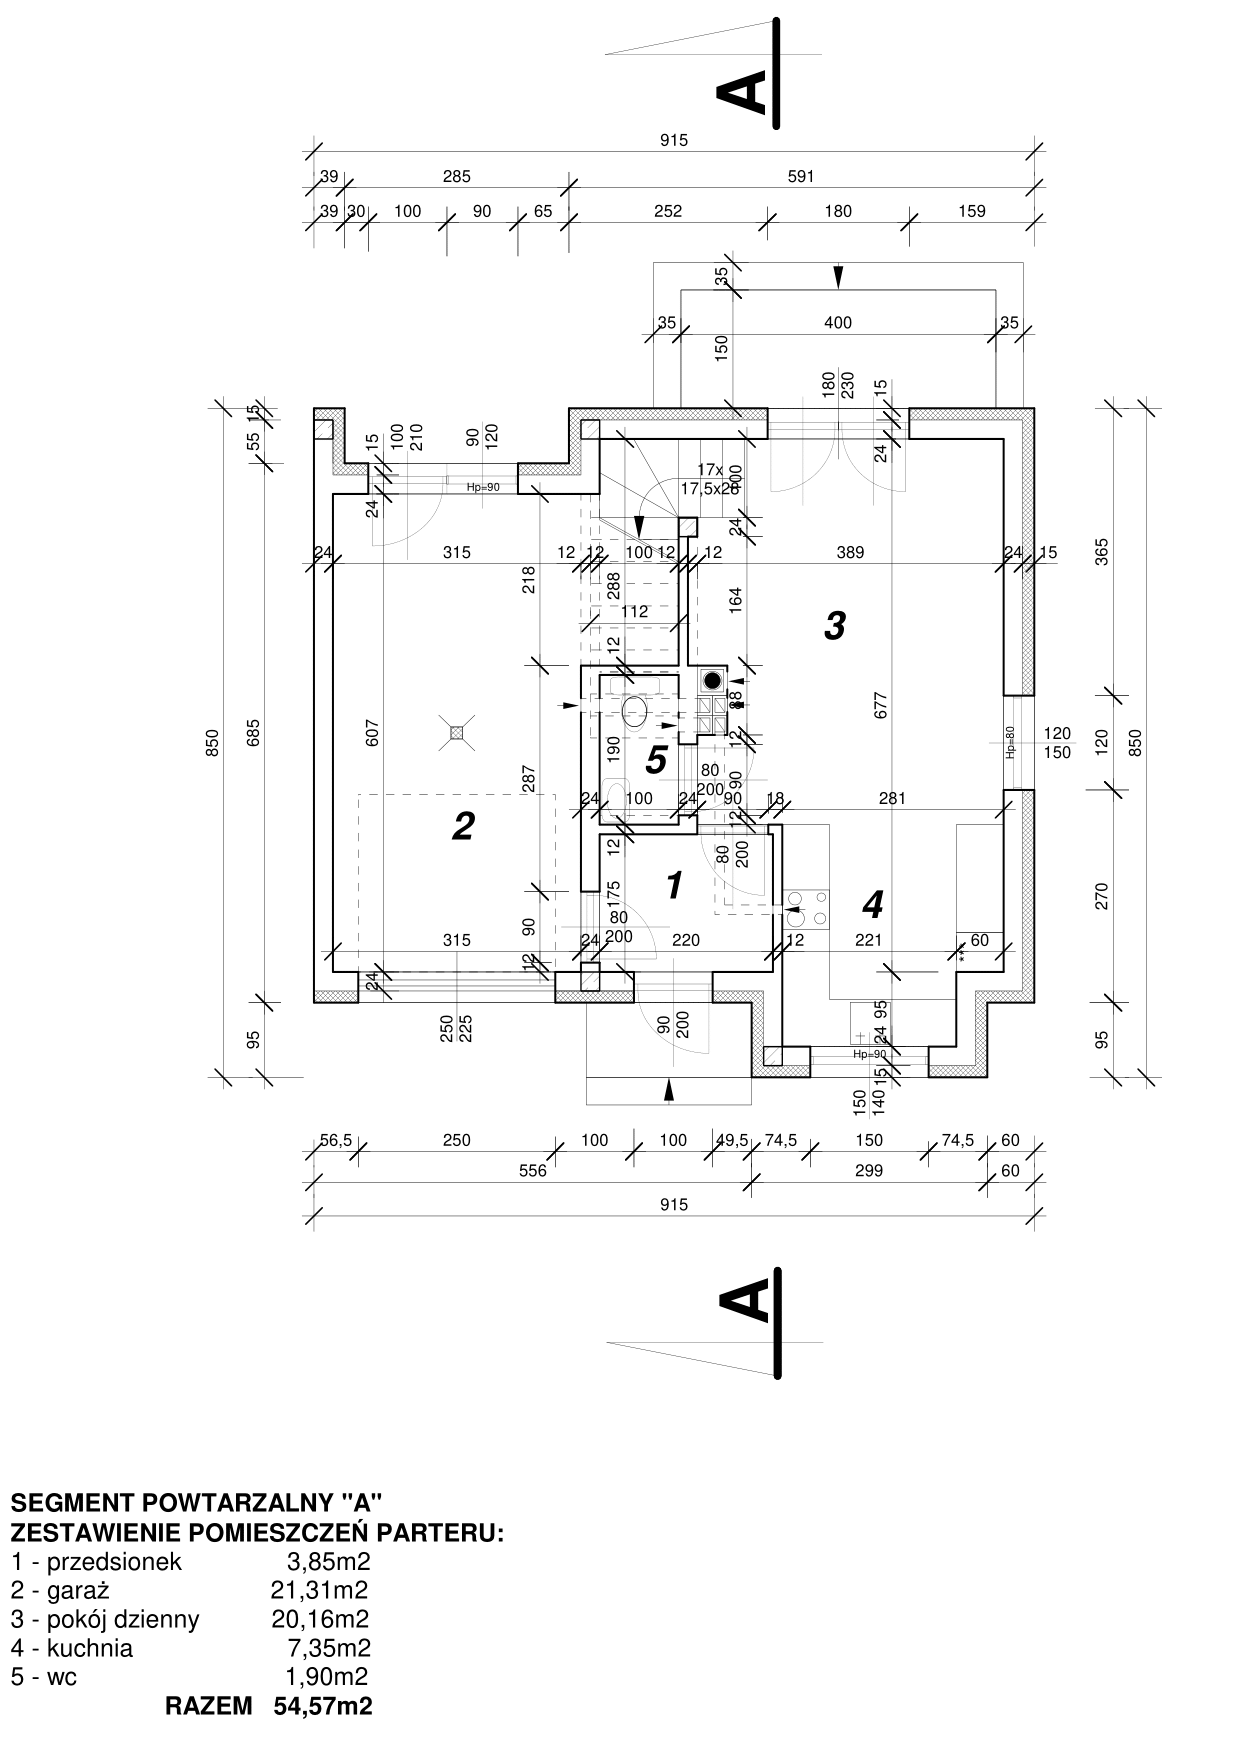 A
915
39 285 591
39 30 100 90 65 252 180 159
35
35 400 35
150
180
230
15
15
55
15
100
210
90
120
24
24
Hp=90
17x
17,5x28
100
24
24 315 12 12 100 12 12 389 24 15
365
218
288
164
112
3
12
850
685
607
677
88
190
5
12
Hp=80
120
150
120
850
287
80
200
90
24 100 24 90 18 281
2
12
12
80
200
1
175
4
270
90
80
200
315 24 220 12 221 60
***
12
24
95
250
225
90
200
95
24
Hp=90
15
150
140
95
56,5 250 100 100 49,5 74,5 150 74,5 60
556 299 60
915
A
SEGMENT POWTARZALNY "A"
ZESTAWIENIE POMIESZCZEŃ PARTERU:
1 - przedsionek 3,85m2
2 - garaż 21,31m2
3 - pokój dzienny 20,16m2
4 - kuchnia 7,35m2
5 - wc 1,90m2
RAZEM 54,57m2